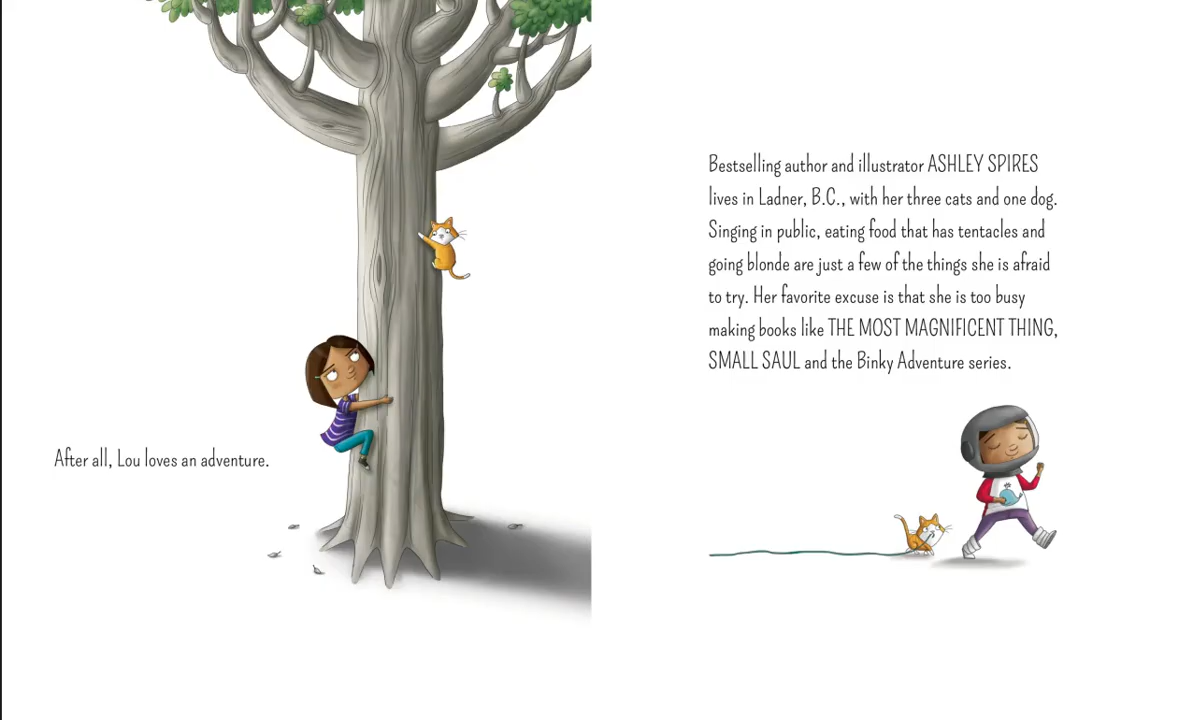 After all, Lou loves an adventure.
Bestselling author and illustrator ASHLEY SPIRES
lives in Ladner, B.C., with her three cats and one dog.
Singing in public, eating food that has tentacles and
going blonde are just a few of the things she is afraid
to try. Her favorite excuse is that she is too busy
making books like THE MOST MAGNIFICENT THING,
SMALL SAUL and the Binky Adventure series.